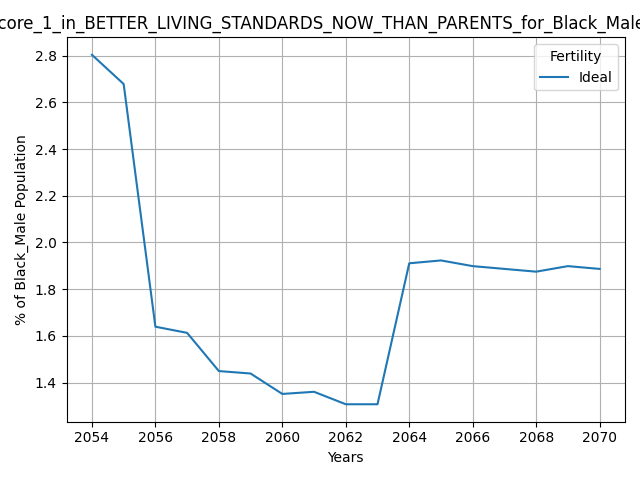 core_1_in_BETTER_LIVING_STANDARDS_NOW_THAN_PARENTS_for_Black_Male
Fertility
Ideal
2.8
2.6
2.4
2.2
2.0
1.8
1.6
1.4
% of Black_Male Population
2054 2056 2058 2060 2062 2064 2066 2068 2070
Years